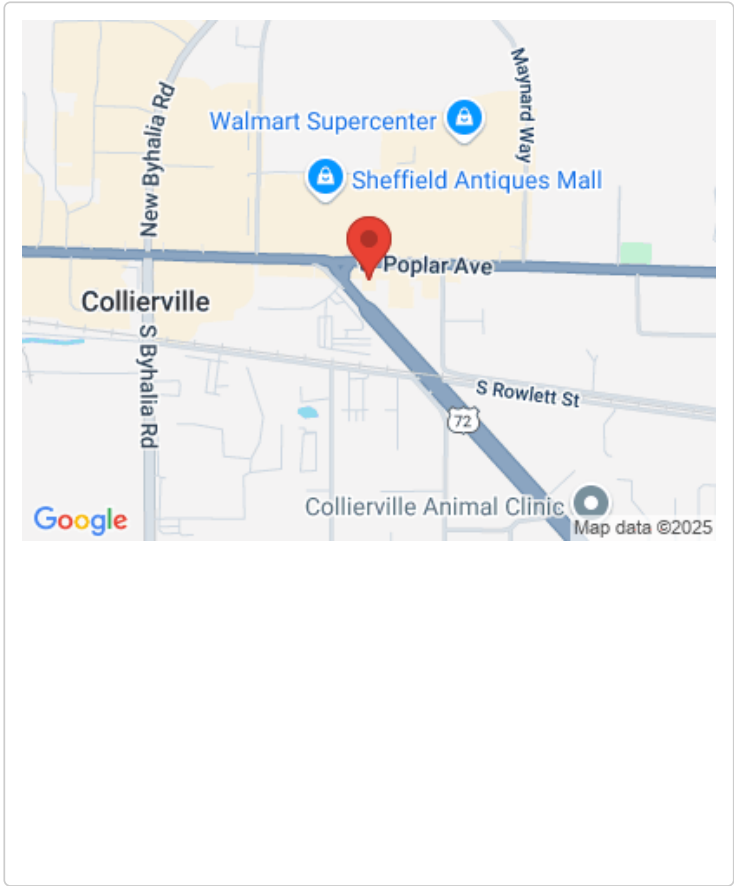 Maynard Way
New Byhalia Rd
Walmart Supercenter
Sheffield Antiques Mall
Poplar Ave
Collierville
S Byhalia Rd
S Rowlett St
72
Collierville Animal Clinic
Google
Map data ©2025